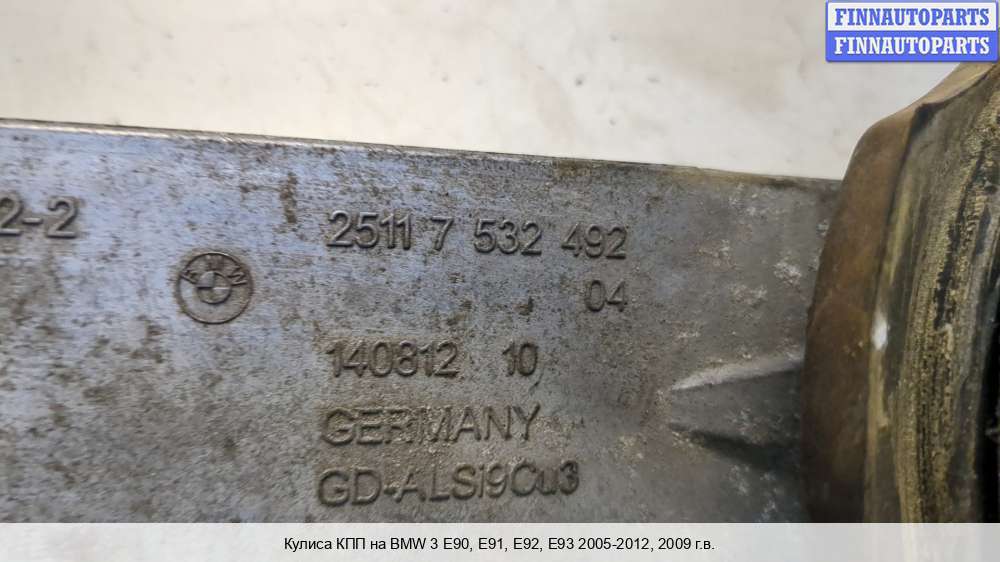 FINNAUTOPARTS
FINNAUTOPARTS
2-2
2511 7 532 492
04
BMW
140812 10
GERMANY
GD-ALSi9Cu3
Кулиса КПП на BMW 3 E90, E91, E92, E93 2005-2012, 2009 г.в.